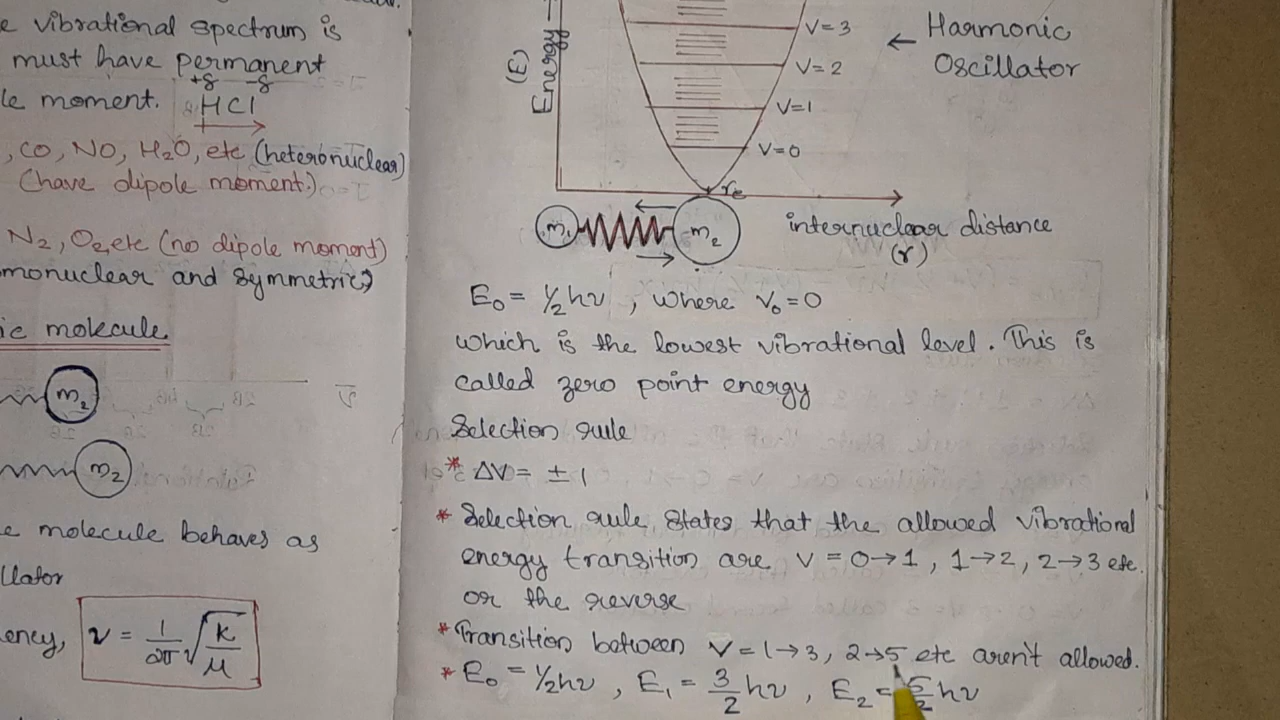 e vibrational spectrum is
must have permanent
le moment.
+δ -δ
HCl
, CO, NO, H₂O, etc (heteronuclear)
(have dipole moment)
N₂, O₂, etc (no dipole moment)
monuclear and symmetric)
ic molecule
m₂
m₂
e molecule behaves as
llator
ency, ν = 1/2π √k/μ
Energy
(E)
V=3
V=2
V=1
V=0
← Harmonic
Oscillator
re
m₁ m₂
internuclear distance
(r)
E₀ = ½hν , where V₀ = 0
which is the lowest vibrational level. This is
called zero point energy
Selection rule
* ΔV = ± 1
* Selection rule states that the allowed vibrational
energy transition are V = 0→1, 1→2, 2→3 etc.
or the reverse
* Transition between V = 1→3, 2→5 etc aren't allowed.
* E₀ = ½hν , E₁ = 3/2 hν , E₂ = 5/2 hν